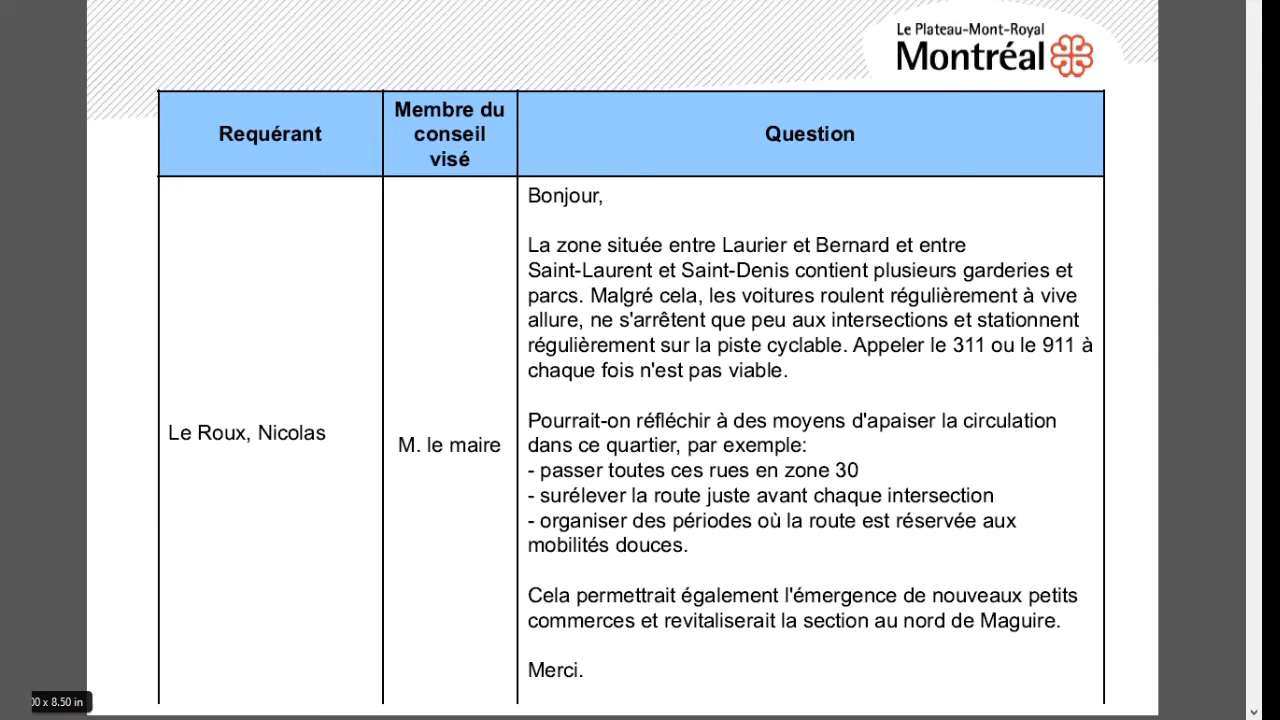 Le Plateau-Mont-Royal
Montréal
Requérant
Membre du
conseil
visé
Question
Le Roux, Nicolas
M. le maire
Bonjour,
La zone située entre Laurier et Bernard et entre
Saint-Laurent et Saint-Denis contient plusieurs garderies et
parcs. Malgré cela, les voitures roulent régulièrement à vive
allure, ne s'arrêtent que peu aux intersections et stationnent
régulièrement sur la piste cyclable. Appeler le 311 ou le 911 à
chaque fois n'est pas viable.
Pourrait-on réfléchir à des moyens d'apaiser la circulation
dans ce quartier, par exemple:
- passer toutes ces rues en zone 30
- surélever la route juste avant chaque intersection
- organiser des périodes où la route est réservée aux
mobilités douces.
Cela permettrait également l'émergence de nouveaux petits
commerces et revitaliserait la section au nord de Maguire.
Merci.
00 x 8.50 in